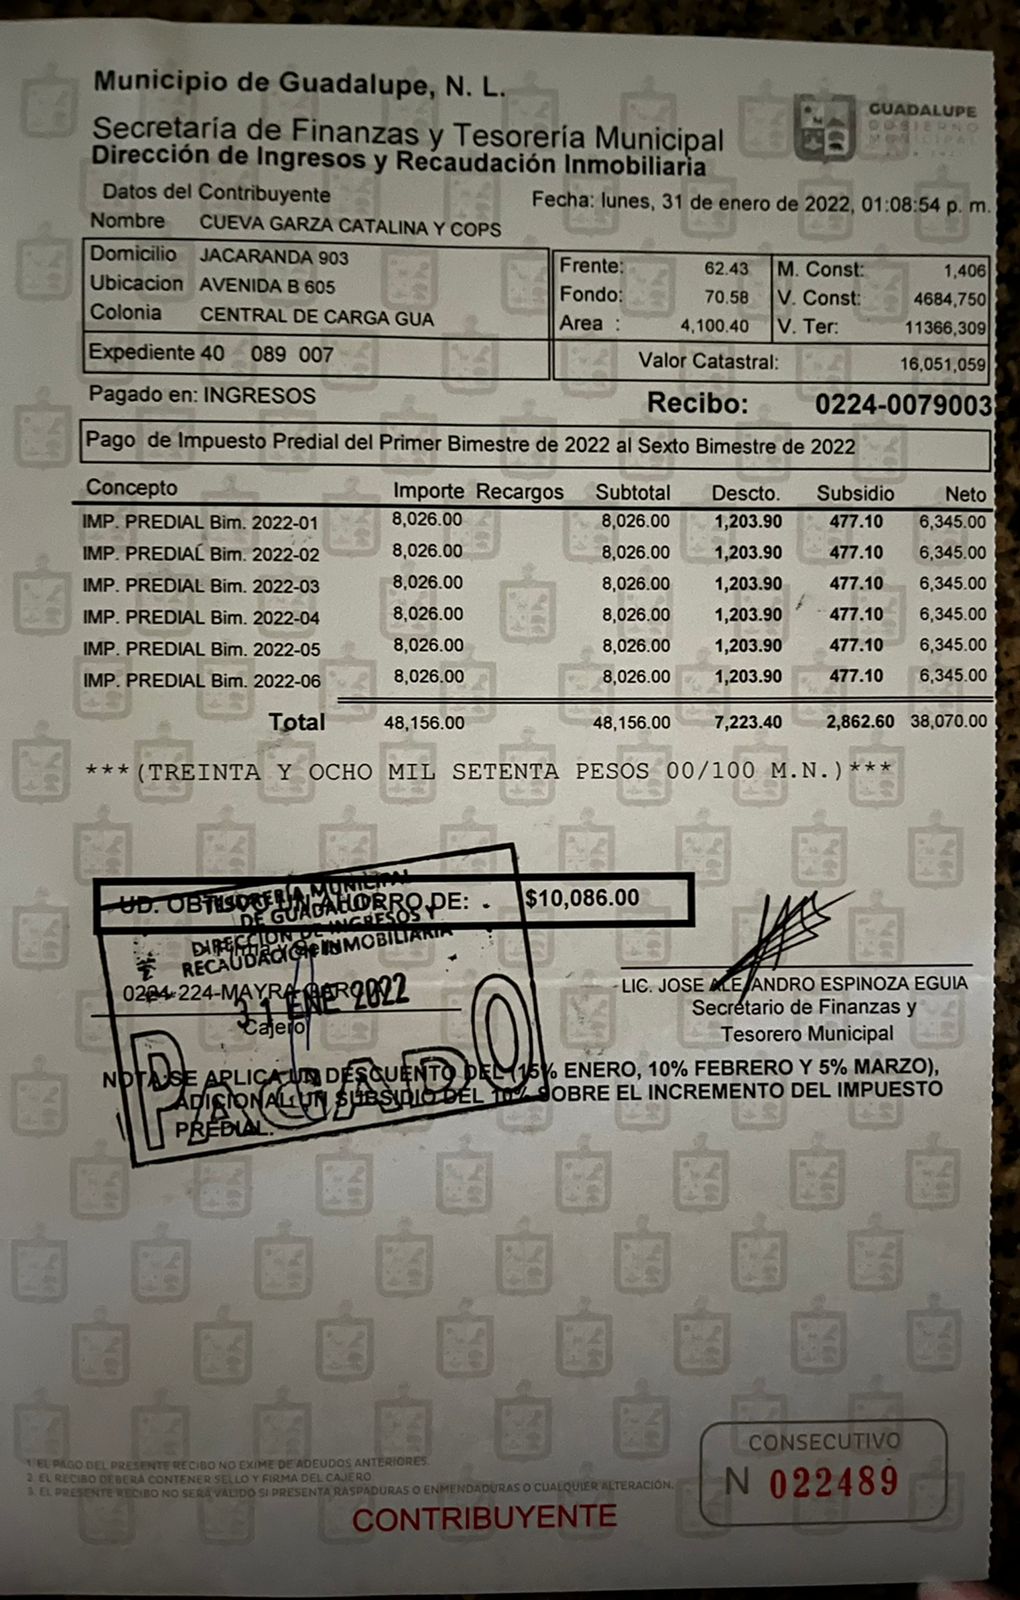 Municipio de Guadalupe, N. L.
GUADALUPE
GOBIERNO
MUNICIPAL
Secretaría de Finanzas y Tesorería Municipal
Dirección de Ingresos y Recaudación Inmobiliaria
Datos del Contribuyente
Fecha: lunes, 31 de enero de 2022, 01:08:54 p. m.
Nombre CUEVA GARZA CATALINA Y COPS
Domicilio JACARANDA 903
Ubicacion AVENIDA B 605
Colonia CENTRAL DE CARGA GUA
Expediente 40 089 007
Frente: 62.43 M. Const: 1,406
Fondo: 70.58 V. Const: 4684,750
Area : 4,100.40 V. Ter: 11366,309
Valor Catastral: 16,051,059
Pagado en: INGRESOS
Recibo: 0224-0079003
Pago de Impuesto Predial del Primer Bimestre de 2022 al Sexto Bimestre de 2022
Concepto Importe Recargos Subtotal Descto. Subsidio Neto
IMP. PREDIAL Bim. 2022-01 8,026.00 8,026.00 1,203.90 477.10 6,345.00
IMP. PREDIAL Bim. 2022-02 8,026.00 8,026.00 1,203.90 477.10 6,345.00
IMP. PREDIAL Bim. 2022-03 8,026.00 8,026.00 1,203.90 477.10 6,345.00
IMP. PREDIAL Bim. 2022-04 8,026.00 8,026.00 1,203.90 477.10 6,345.00
IMP. PREDIAL Bim. 2022-05 8,026.00 8,026.00 1,203.90 477.10 6,345.00
IMP. PREDIAL Bim. 2022-06 8,026.00 8,026.00 1,203.90 477.10 6,345.00
Total 48,156.00 48,156.00 7,223.40 2,862.60 38,070.00
***(TREINTA Y OCHO MIL SETENTA PESOS 00/100 M.N.)***
UD. OBTUVO UN AHORRO DE: $10,086.00
TESORERÍA MUNICIPAL
DE GUADALUPE
DIRECCION DE INGRESOS Y
RECAUDACION INMOBILIARIA
31 ENE 2022
PAGADO
0224-224-MAYRA
Cajero
LIC. JOSE ALEJANDRO ESPINOZA EGUIA
Secretario de Finanzas y
Tesorero Municipal
NOTA:SE APLICA UN DESCUENTO DEL (15% ENERO, 10% FEBRERO Y 5% MARZO),
ADICIONAL UN SUBSIDIO DEL 10% SOBRE EL INCREMENTO DEL IMPUESTO
PREDIAL.
1. EL PAGO DEL PRESENTE RECIBO NO EXIME DE ADEUDOS ANTERIORES.
2. EL RECIBO DEBERÁ CONTENER SELLO Y FIRMA DEL CAJERO
3. EL PRESENTE RECIBO NO SERÁ VALIDO SI PRESENTA RASPADURAS O ENMENDADURAS O CUALQUIER ALTERACIÓN.
CONTRIBUYENTE
CONSECUTIVO
N 022489